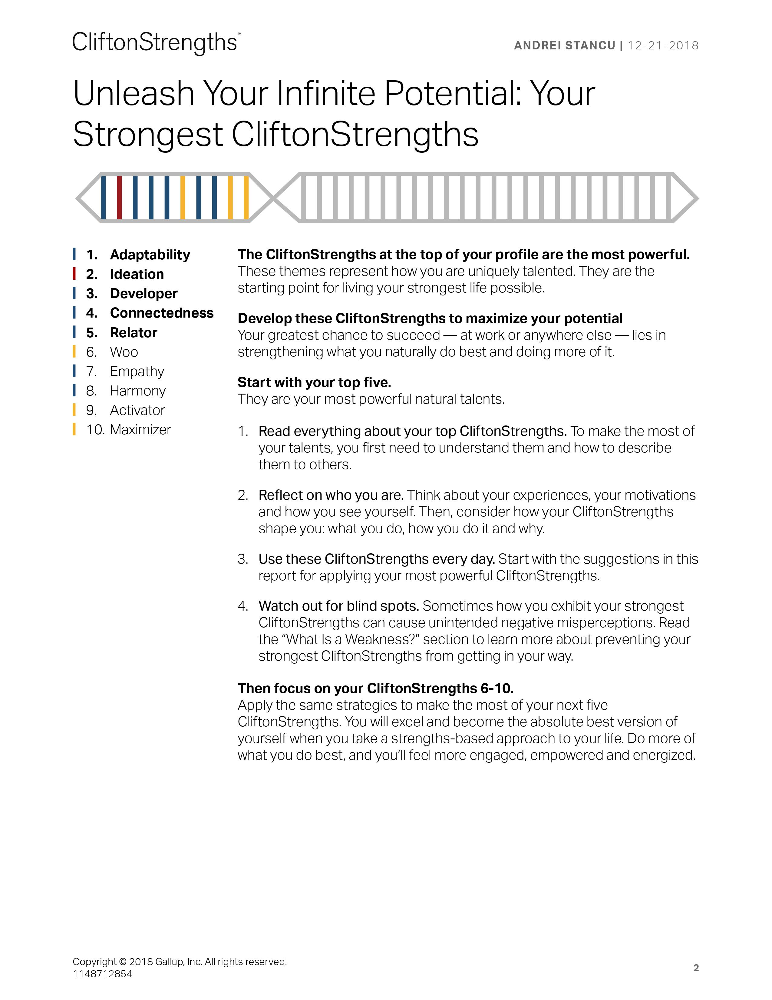 CliftonStrengths®
ANDREI STANCU | 12-21-2018
Unleash Your Infinite Potential: Your
Strongest CliftonStrengths
1. Adaptability
2. Ideation
3. Developer
4. Connectedness
5. Relator
6. Woo
7. Empathy
8. Harmony
9. Activator
10. Maximizer
The CliftonStrengths at the top of your profile are the most powerful.
These themes represent how you are uniquely talented. They are the
starting point for living your strongest life possible.
Develop these CliftonStrengths to maximize your potential
Your greatest chance to succeed — at work or anywhere else — lies in
strengthening what you naturally do best and doing more of it.
Start with your top five.
They are your most powerful natural talents.
1. Read everything about your top CliftonStrengths. To make the most of
your talents, you first need to understand them and how to describe
them to others.
2. Reflect on who you are. Think about your experiences, your motivations
and how you see yourself. Then, consider how your CliftonStrengths
shape you: what you do, how you do it and why.
3. Use these CliftonStrengths every day. Start with the suggestions in this
report for applying your most powerful CliftonStrengths.
4. Watch out for blind spots. Sometimes how you exhibit your strongest
CliftonStrengths can cause unintended negative misperceptions. Read
the “What Is a Weakness?” section to learn more about preventing your
strongest CliftonStrengths from getting in your way.
Then focus on your CliftonStrengths 6-10.
Apply the same strategies to make the most of your next five
CliftonStrengths. You will excel and become the absolute best version of
yourself when you take a strengths-based approach to your life. Do more of
what you do best, and you’ll feel more engaged, empowered and energized.
Copyright © 2018 Gallup, Inc. All rights reserved.
1148712854
2